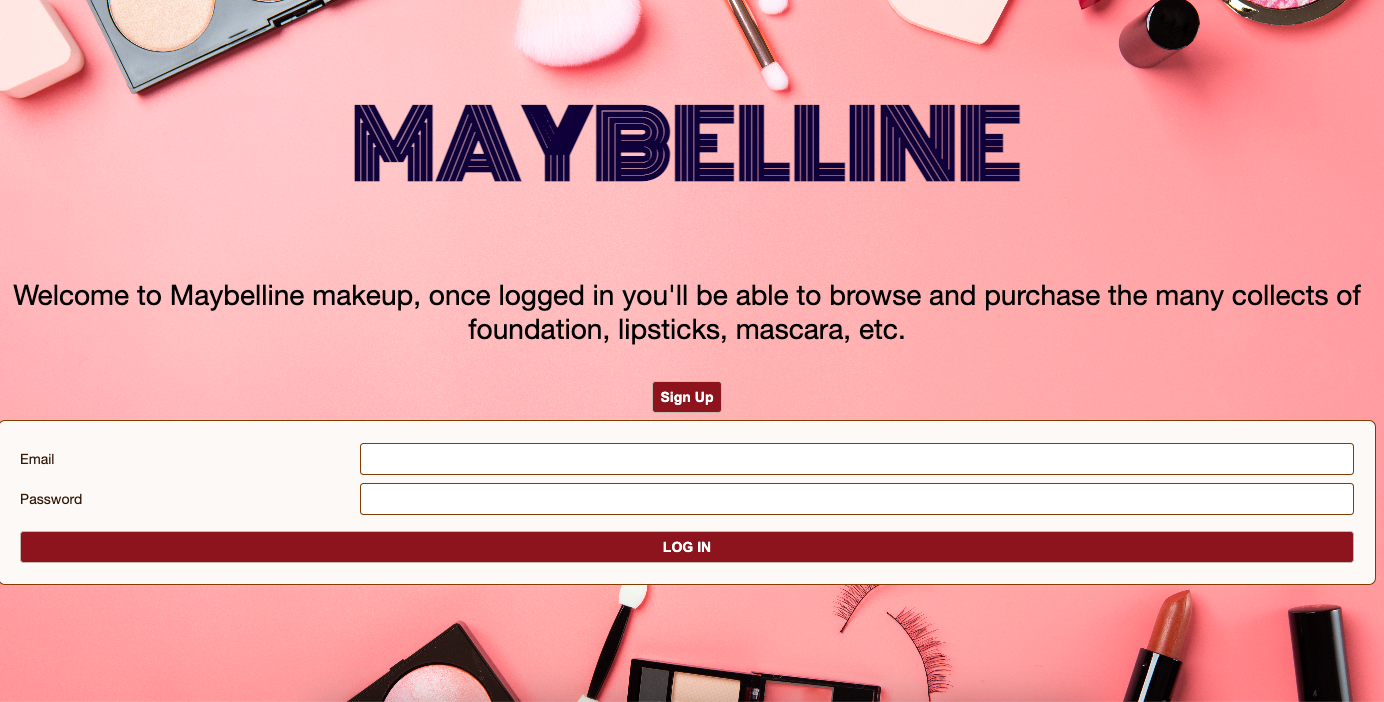 MAYBELLINE
Welcome to Maybelline makeup, once logged in you'll be able to browse and purchase the many collects of
foundation, lipsticks, mascara, etc.
Sign Up
Email
Password
LOG IN